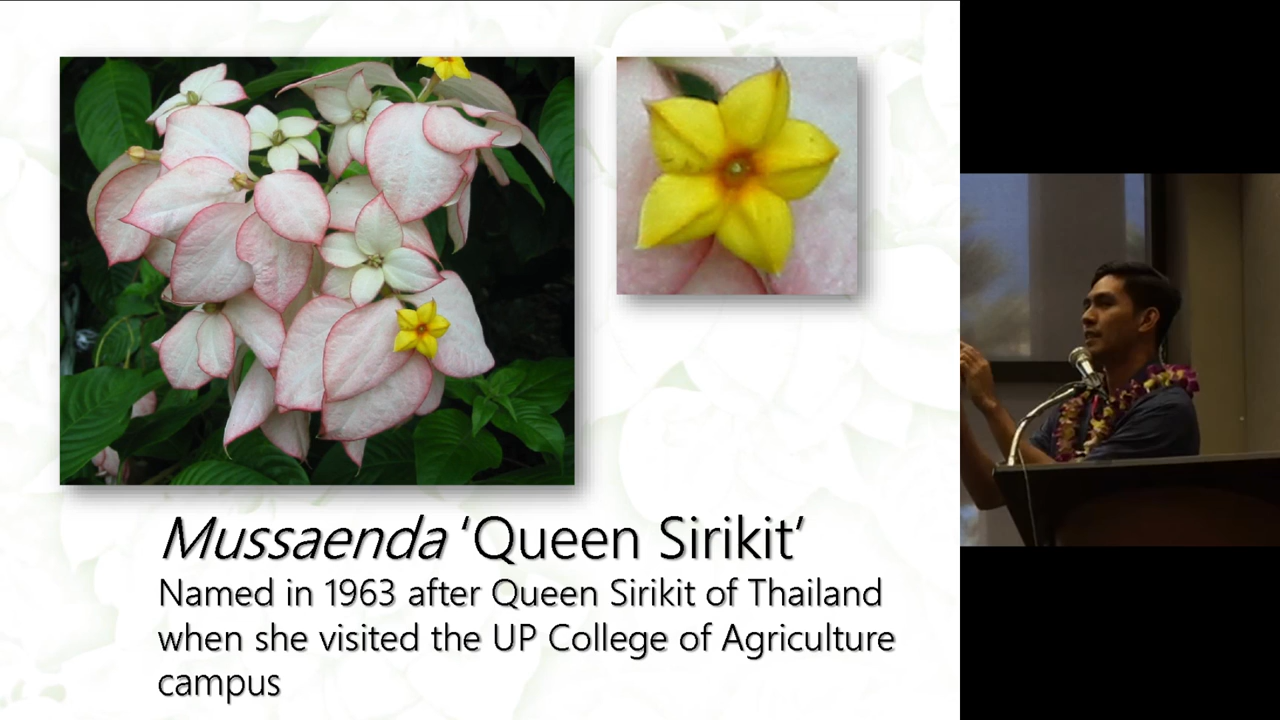 Mussaenda ‘Queen Sirikit’
Named in 1963 after Queen Sirikit of Thailand
when she visited the UP College of Agriculture
campus